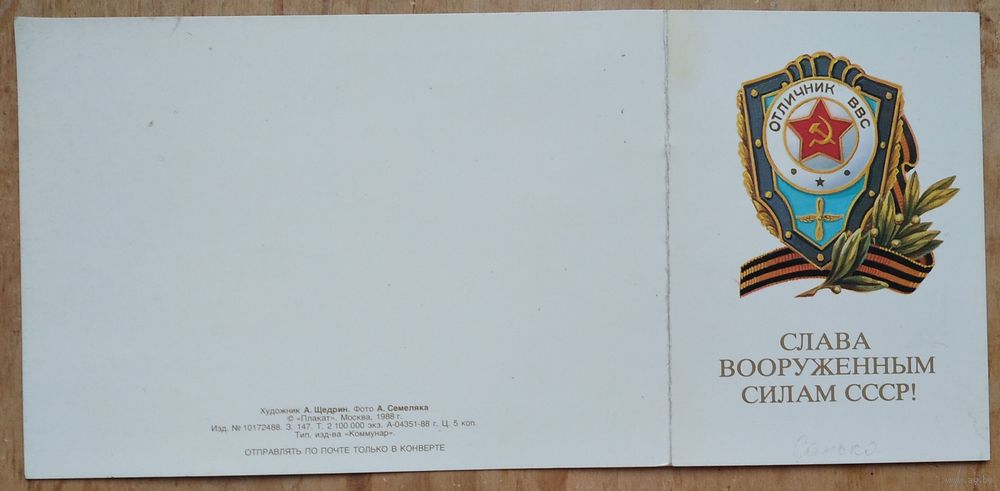 Художник А. Щедрин. Фото А. Семеляка
© «Плакат». Москва. 1988 г.
Изд. № 10172488. З. 147. Т. 2 100 000 экз. А-04351-88 г. Ц. 5 коп.
Тип. изд-ва «Коммунар».
ОТПРАВЛЯТЬ ПО ПОЧТЕ ТОЛЬКО В КОНВЕРТЕ
ОТЛИЧНИК ВВС
СЛАВА
ВООРУЖЕННЫМ
СИЛАМ СССР!